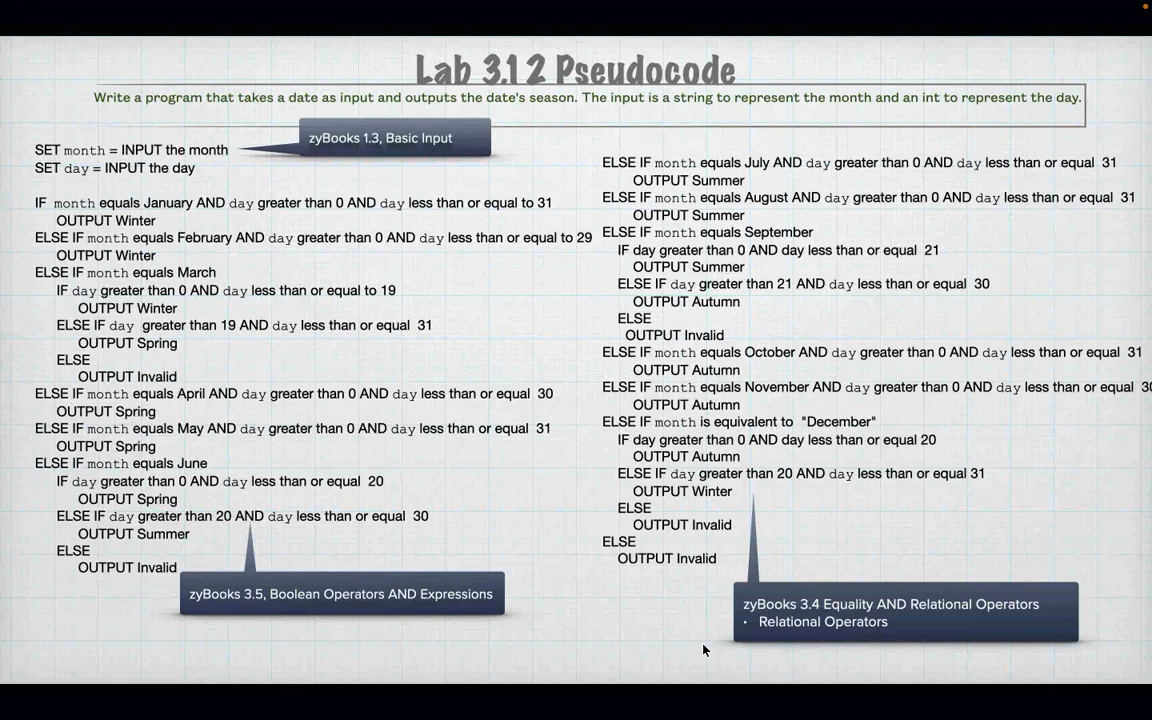 Lab 3.12 Pseudocode
Write a program that takes a date as input and outputs the date's season. The input is a string to represent the month and an int to represent the day.
zyBooks 1.3, Basic Input
SET month = INPUT the month
SET day = INPUT the day
IF month equals January AND day greater than 0 AND day less than or equal to 31
OUTPUT Winter
ELSE IF month equals February AND day greater than 0 AND day less than or equal to 29
OUTPUT Winter
ELSE IF month equals March
IF day greater than 0 AND day less than or equal to 19
OUTPUT Winter
ELSE IF day greater than 19 AND day less than or equal 31
OUTPUT Spring
ELSE
OUTPUT Invalid
ELSE IF month equals April AND day greater than 0 AND day less than or equal 30
OUTPUT Spring
ELSE IF month equals May AND day greater than 0 AND day less than or equal 31
OUTPUT Spring
ELSE IF month equals June
IF day greater than 0 AND day less than or equal 20
OUTPUT Spring
ELSE IF day greater than 20 AND day less than or equal 30
OUTPUT Summer
ELSE
OUTPUT Invalid
zyBooks 3.5, Boolean Operators AND Expressions
ELSE IF month equals July AND day greater than 0 AND day less than or equal 31
OUTPUT Summer
ELSE IF month equals August AND day greater than 0 AND day less than or equal 31
OUTPUT Summer
ELSE IF month equals September
IF day greater than 0 AND day less than or equal 21
OUTPUT Summer
ELSE IF day greater than 21 AND day less than or equal 30
OUTPUT Autumn
ELSE
OUTPUT Invalid
ELSE IF month equals October AND day greater than 0 AND day less than or equal 31
OUTPUT Autumn
ELSE IF month equals November AND day greater than 0 AND day less than or equal 30
OUTPUT Autumn
ELSE IF month is equivalent to "December"
IF day greater than 0 AND day less than or equal 20
OUTPUT Autumn
ELSE IF day greater than 20 AND day less than or equal 31
OUTPUT Winter
ELSE
OUTPUT Invalid
ELSE
OUTPUT Invalid
zyBooks 3.4 Equality AND Relational Operators
• Relational Operators